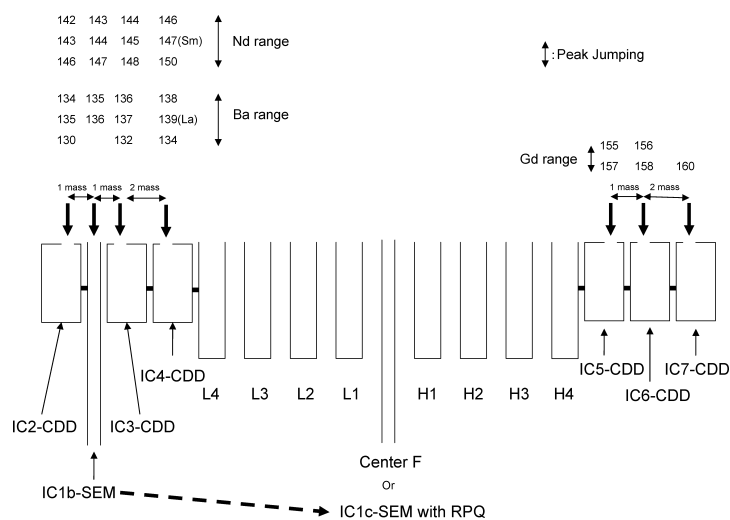 142 143 144 146
143 144 145 147(Sm) Nd range
146 147 148 150
: Peak Jumping
134 135 136 138
135 136 137 139(La) Ba range
130 132 134
155 156
Gd range
157 158 160
1 mass 1 mass 2 mass
1 mass 2 mass
IC4-CDD
IC5-CDD
IC7-CDD
L4 L3 L2 L1 H1 H2 H3 H4
IC6-CDD
IC2-CDD
IC3-CDD
Center F
Or
IC1b-SEM
IC1c-SEM with RPQ